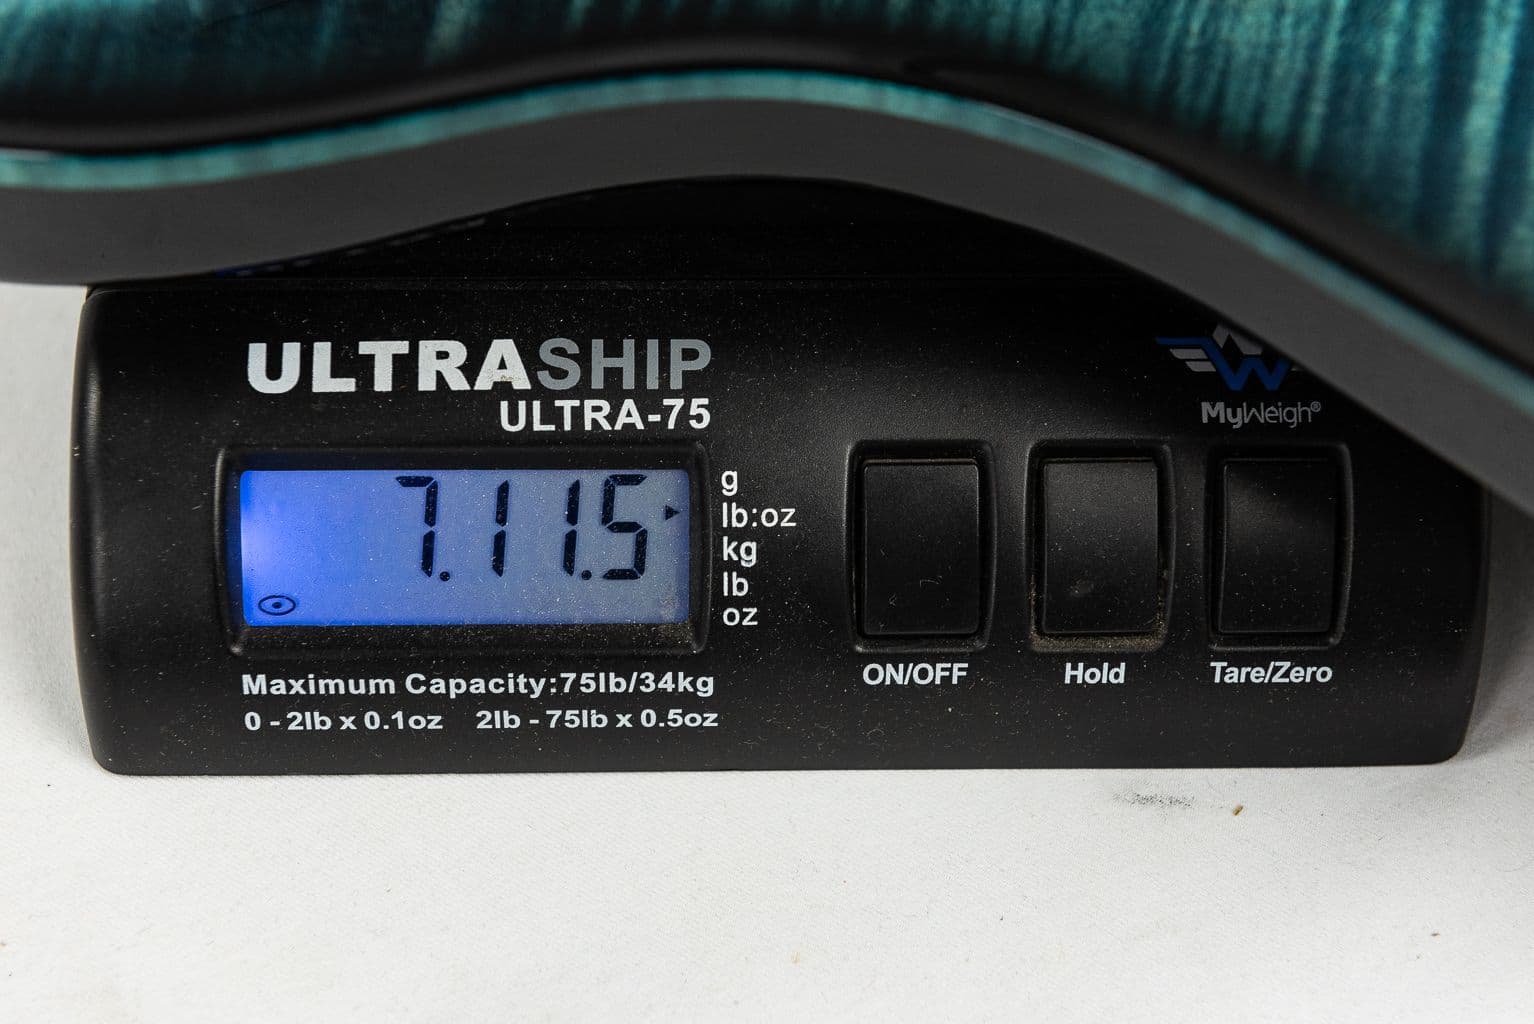 ULTRASHIP
ULTRA-75
MyWeigh®
7.11.5
g
lb:oz
kg
lb
oz
ON/OFF
Hold
Tare/Zero
Maximum Capacity:75lb/34kg
0 - 2lb x 0.1oz 2lb - 75lb x 0.5oz